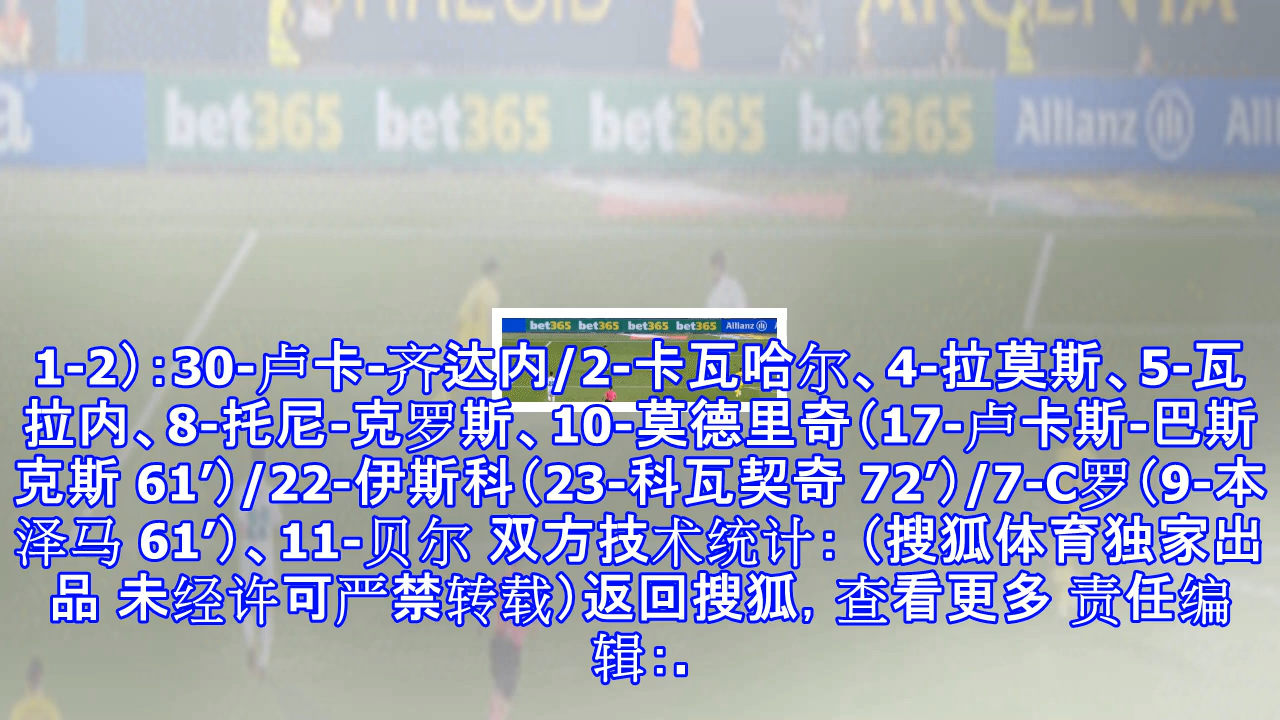 bet365 bet365 bet365 bet365 Allianz All
bet365 bet365 bet365 bet365 Allianz
1-2）：30-卢卡-齐达内/2-卡瓦哈尔、4-拉莫斯、5-瓦
拉内、8-托尼-克罗斯、10-莫德里奇（17-卢卡斯-巴斯
克斯 61′）/22-伊斯科（23-科瓦契奇 72′）/7-C罗（9-本
泽马 61′）、11-贝尔 双方技术统计：（搜狐体育独家出
品 未经许可严禁转载）返回搜狐，查看更多 责任编
辑：.